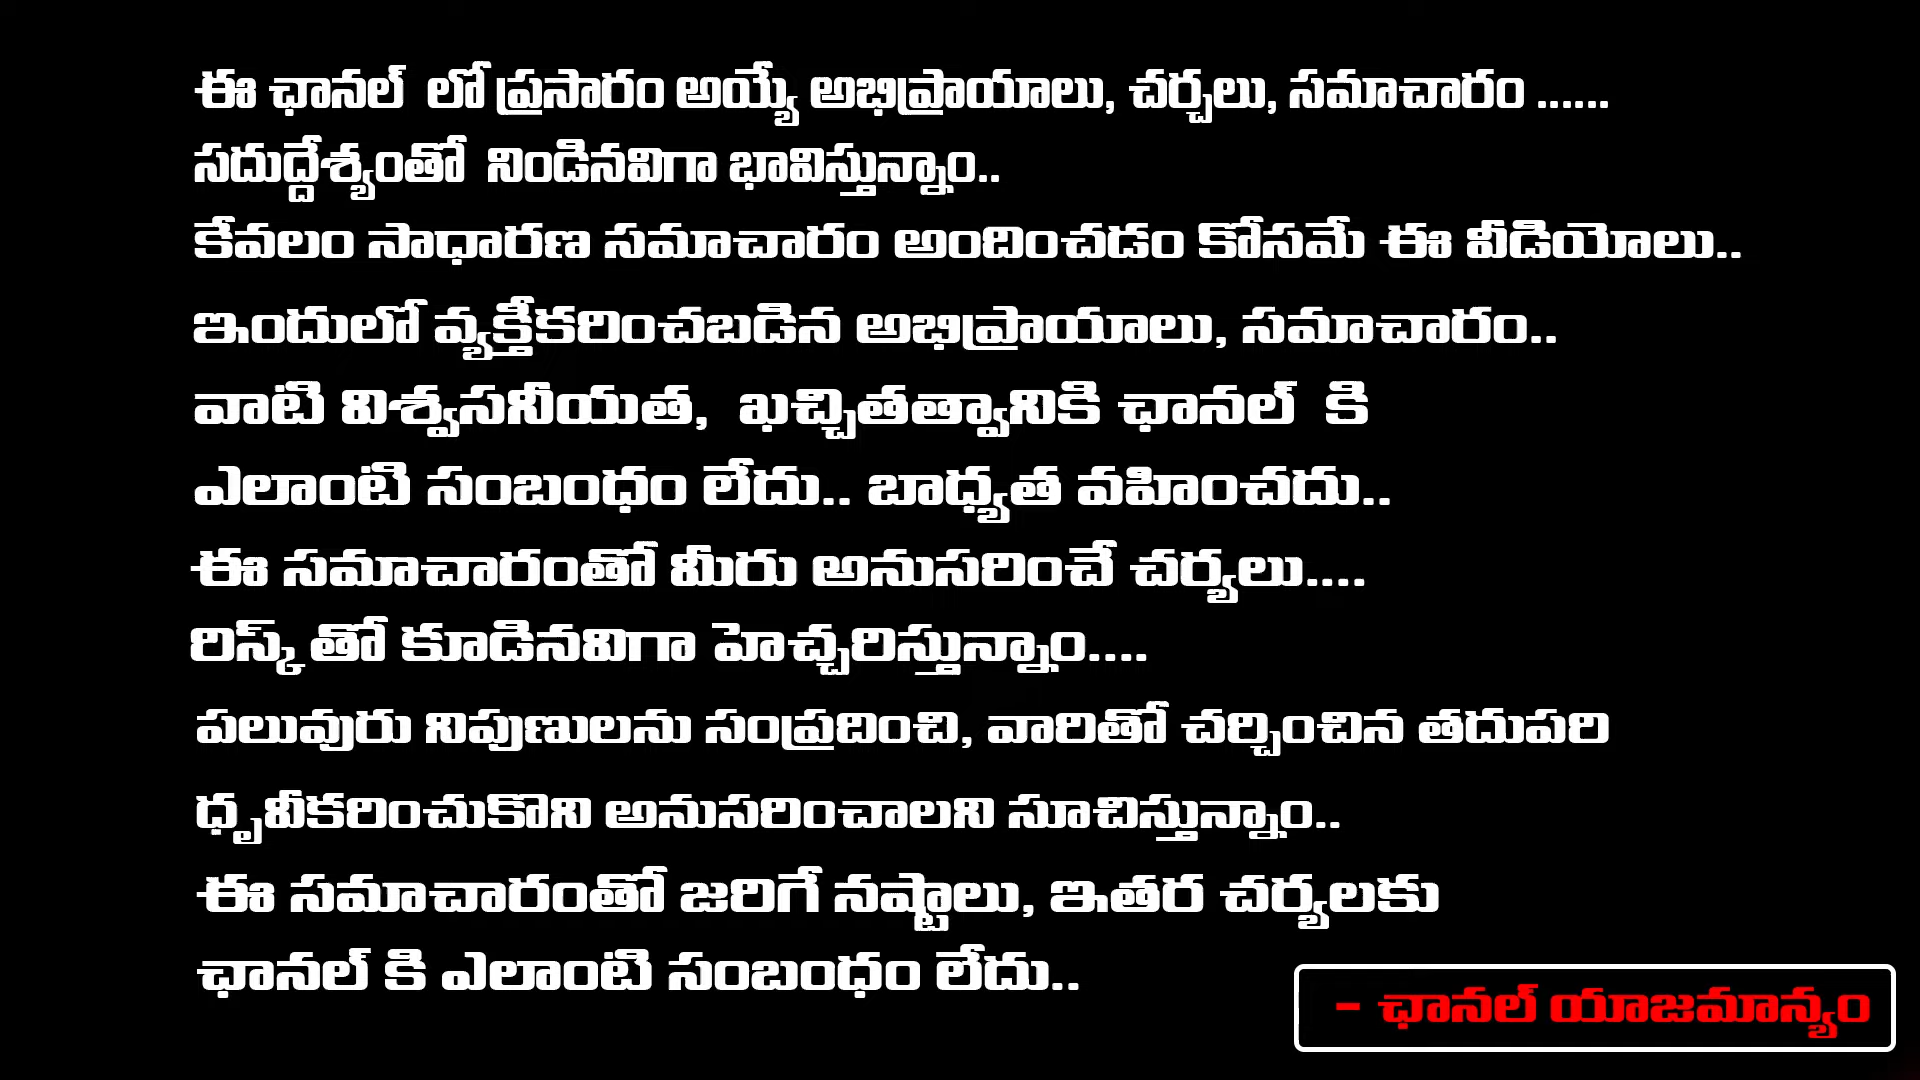 ఈ ఛానల్ లో ప్రసారం అయ్యే అభిప్రాయాలు, చర్చలు, సమాచారం ......
సదుద్దేశ్యంతో నిండినవిగా భావిస్తున్నాం..
కేవలం సాధారణ సమాచారం అందించడం కోసమే ఈ వీడియోలు..
ఇందులో వ్యక్తీకరించబడిన అభిప్రాయాలు, సమాచారం..
వాటి విశ్వసనీయత, ఖచ్చితత్వానికి ఛానల్ కి
ఎలాంటి సంబంధం లేదు.. బాధ్యత వహించదు..
ఈ సమాచారంతో మీరు అనుసరించే చర్యలు....
రిస్క్ తో కూడినవిగా హెచ్చరిస్తున్నాం....
పలువురు నిపుణులను సంప్రదించి, వారితో చర్చించిన తదుపరి
ధృవీకరించుకొని అనుసరించాలని సూచిస్తున్నాం..
ఈ సమాచారంతో జరిగే నష్టాలు, ఇతర చర్యలకు
ఛానల్ కి ఎలాంటి సంబంధం లేదు..
- ఛానల్ యాజమాన్యం